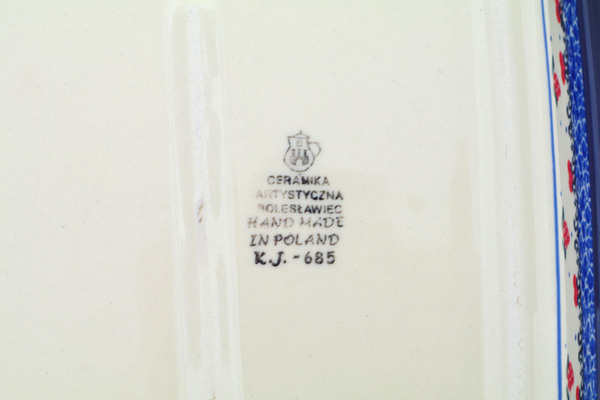 CERAMIKA
ARTYSTYCZNA
BOLESŁAWIEC
HAND MADE
IN POLAND
K.J. - 685